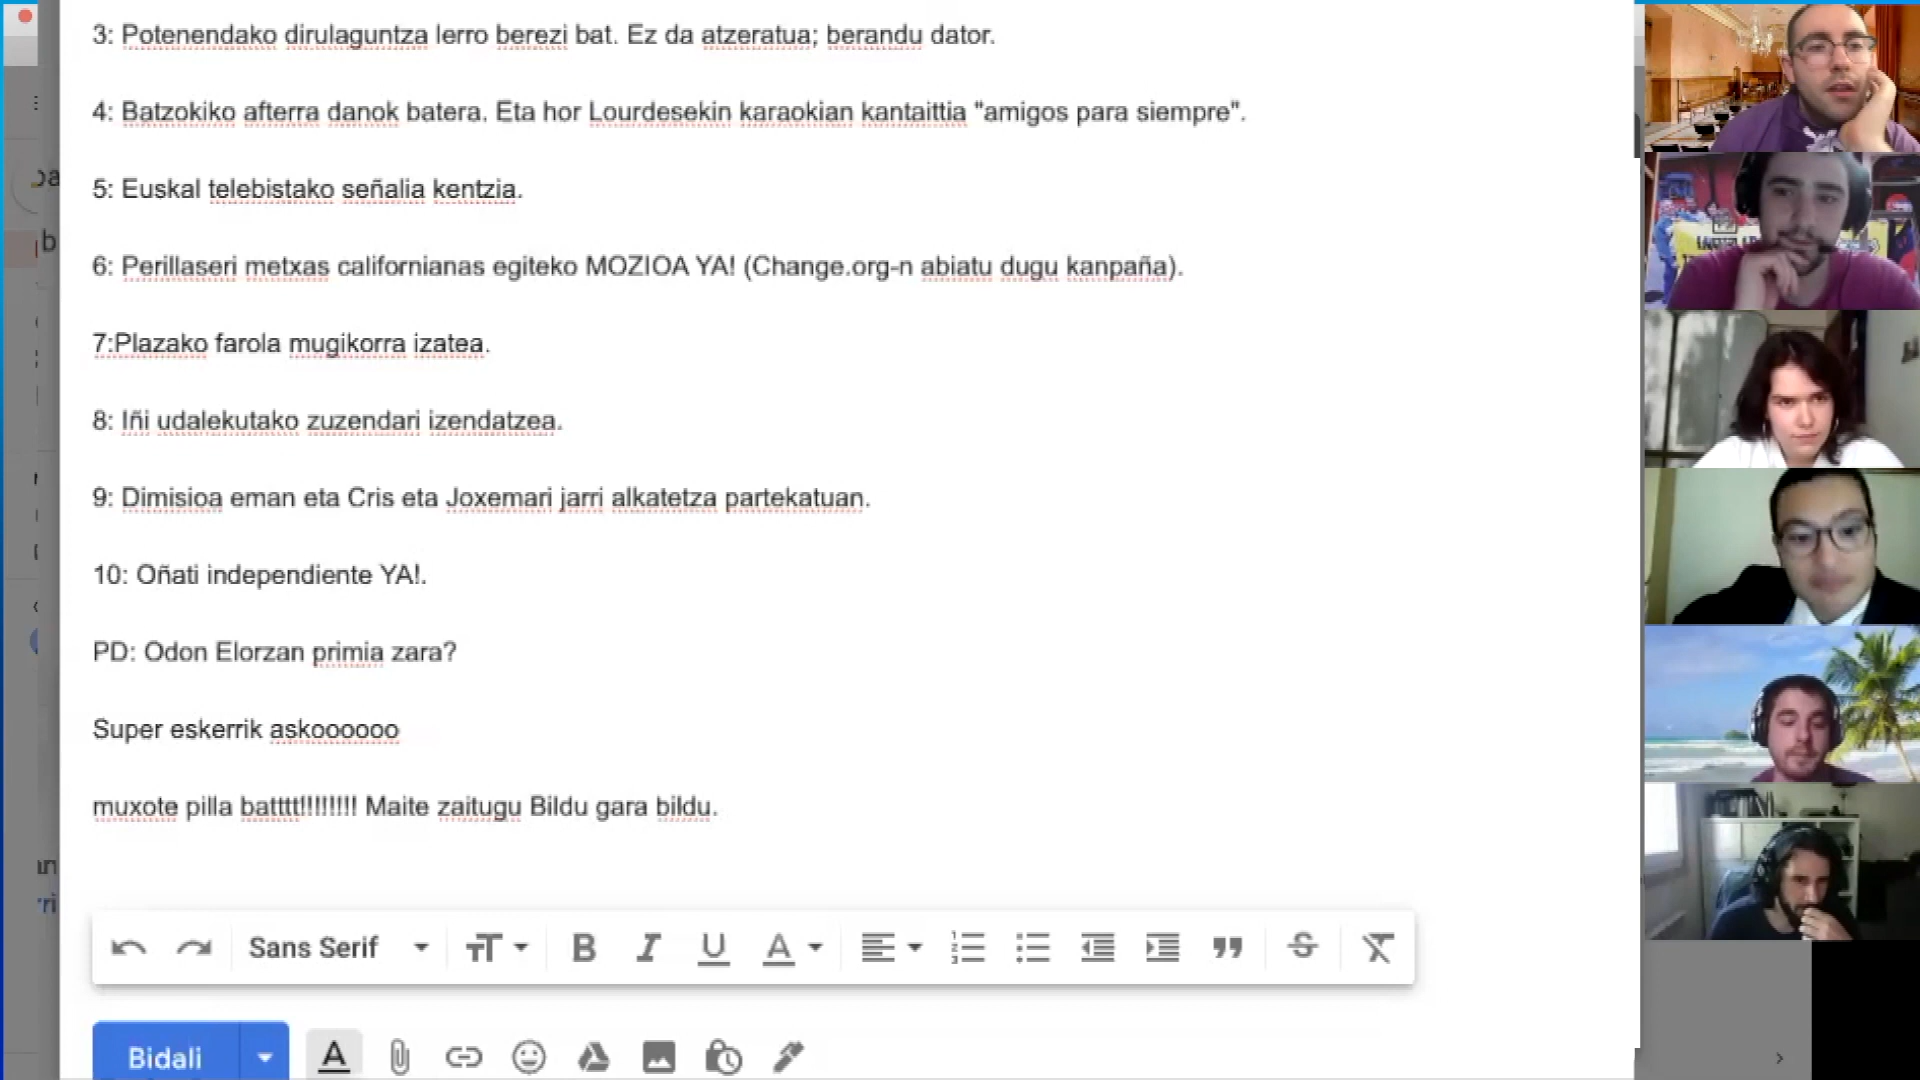 3: Potenendako dirulaguntza lerro berezi bat. Ez da atzeratua; berandu dator.
4: Batzokiko afterra danok batera. Eta hor Lourdesekin karaokian kantaittia "amigos para siempre".
5: Euskal telebistako señalia kentzia.
6: Perillaseri metxas californianas egiteko MOZIOA YA! (Change.org-n abiatu dugu kanpaña).
7:Plazako farola mugikorra izatea.
8: Iñi udalekutako zuzendari izendatzea.
9: Dimisioa eman eta Cris eta Joxemari jarri alkatetza partekatuan.
10: Oñati independiente YA!.
PD: Odon Elorzan primia zara?
Super eskerrik askoooooo
muxote pilla batttt!!!!!!!! Maite zaitugu Bildu gara bildu.
Sans Serif
Bidali